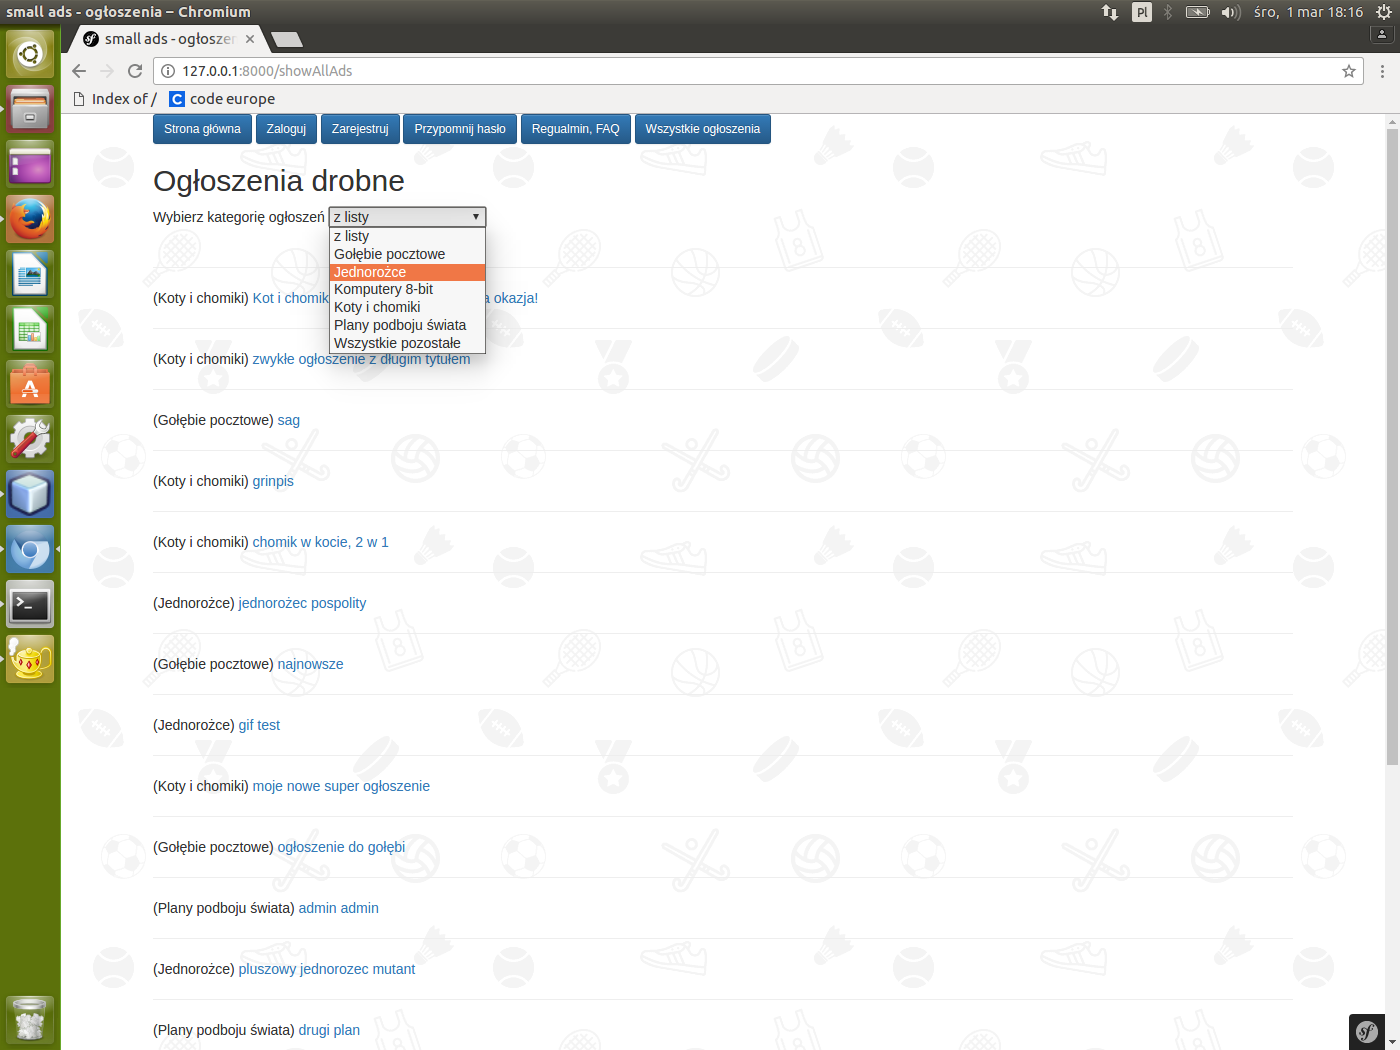 small ads - ogłoszenia – Chromium
Pl
śro, 1 mar 18:16
small ads - ogłoszen
127.0.0.1:8000/showAllAds
Index of /
code europe
Strona główna Zaloguj Zarejestruj Przypomnij hasło Regualmin, FAQ Wszystkie ogłoszenia
Ogłoszenia drobne
Wybierz kategorię ogłoszeń z listy
z listy
Gołębie pocztowe
Jednorożce
Komputery 8-bit
Koty i chomiki
Plany podboju świata
Wszystkie pozostałe
(Koty i chomiki) Kot i chomik a okazja!
(Koty i chomiki) zwykłe ogłoszenie z długim tytułem
(Gołębie pocztowe) sag
(Koty i chomiki) grinpis
(Koty i chomiki) chomik w kocie, 2 w 1
(Jednorożce) jednorożec pospolity
(Gołębie pocztowe) najnowsze
(Jednorożce) gif test
(Koty i chomiki) moje nowe super ogłoszenie
(Gołębie pocztowe) ogłoszenie do gołębi
(Plany podboju świata) admin admin
(Jednorożce) pluszowy jednorozec mutant
(Plany podboju świata) drugi plan